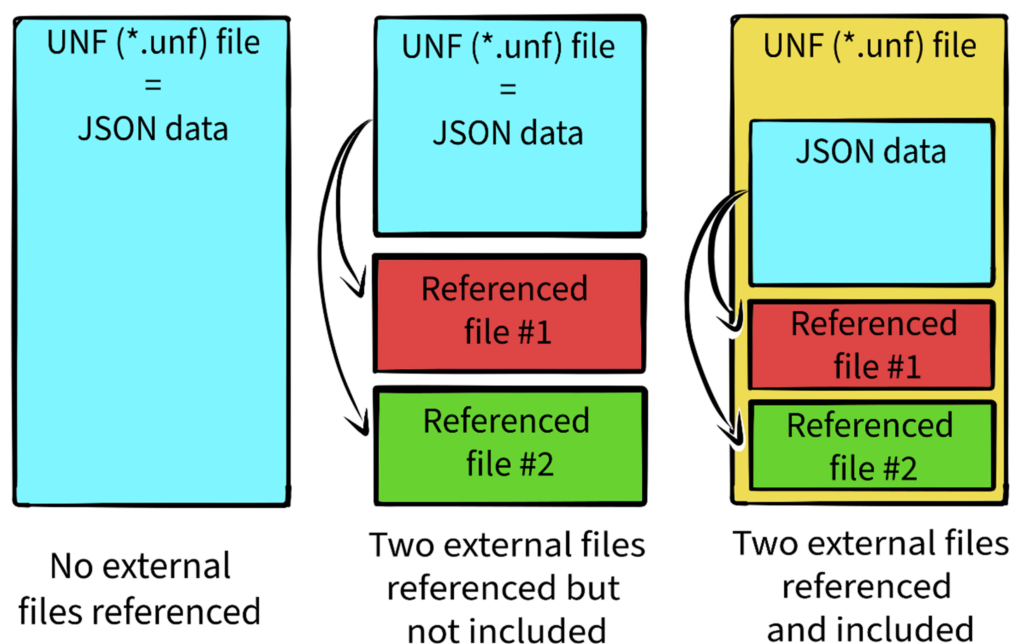 UNF (*.unf) file
=
JSON data
No external
files referenced
UNF (*.unf) file
=
JSON data
Referenced
file #1
Referenced
file #2
Two external files
referenced but
not included
UNF (*.unf) file
JSON data
Referenced
file #1
Referenced
file #2
Two external files
referenced
and included